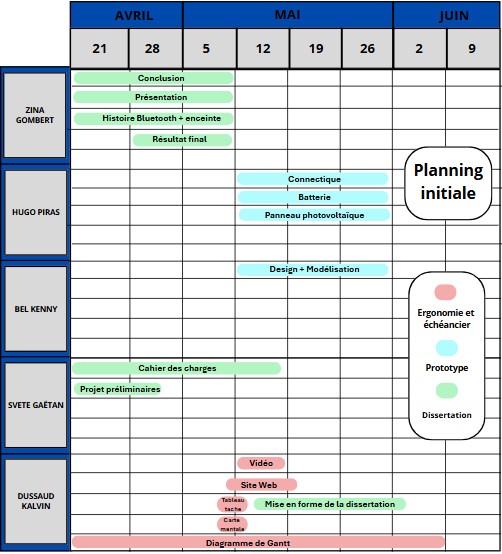 AVRIL MAI JUIN
21 28 5 12 19 26 2 9
ZINA
GOMBERT
Conclusion
Présentation
Histoire Bluetooth + enceinte
Résultat final
Planning
initiale
HUGO PIRAS
Connectique
Batterie
Panneau photovoltaïque
BEL KENNY
Design + Modélisation
Ergonomie et
échéancier
Prototype
Dissertation
SVETE GAËTAN
Cahier des charges
Projet préliminaires
DUSSAUD
KALVIN
Vidéo
Site Web
Tableau
tache
Mise en forme de la dissertation
Carte
mantale
Diagramme de Gantt